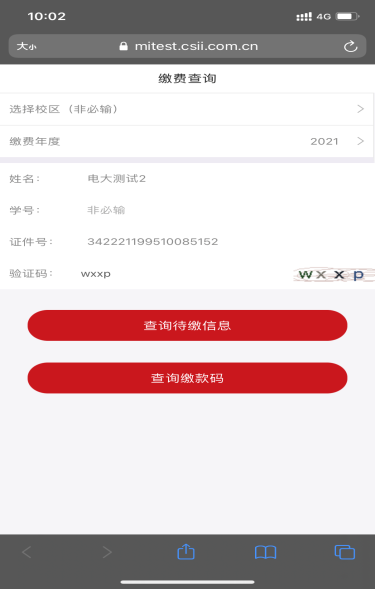 10:02 4G
大小 mitest.csii.com.cn
缴费查询
选择校区（非必输）
缴费年度 2021
姓名： 电大测试2
学号： 非必输
证件号： 342221199510085152
验证码： wxxp wxxp
查询待缴信息
查询缴款码